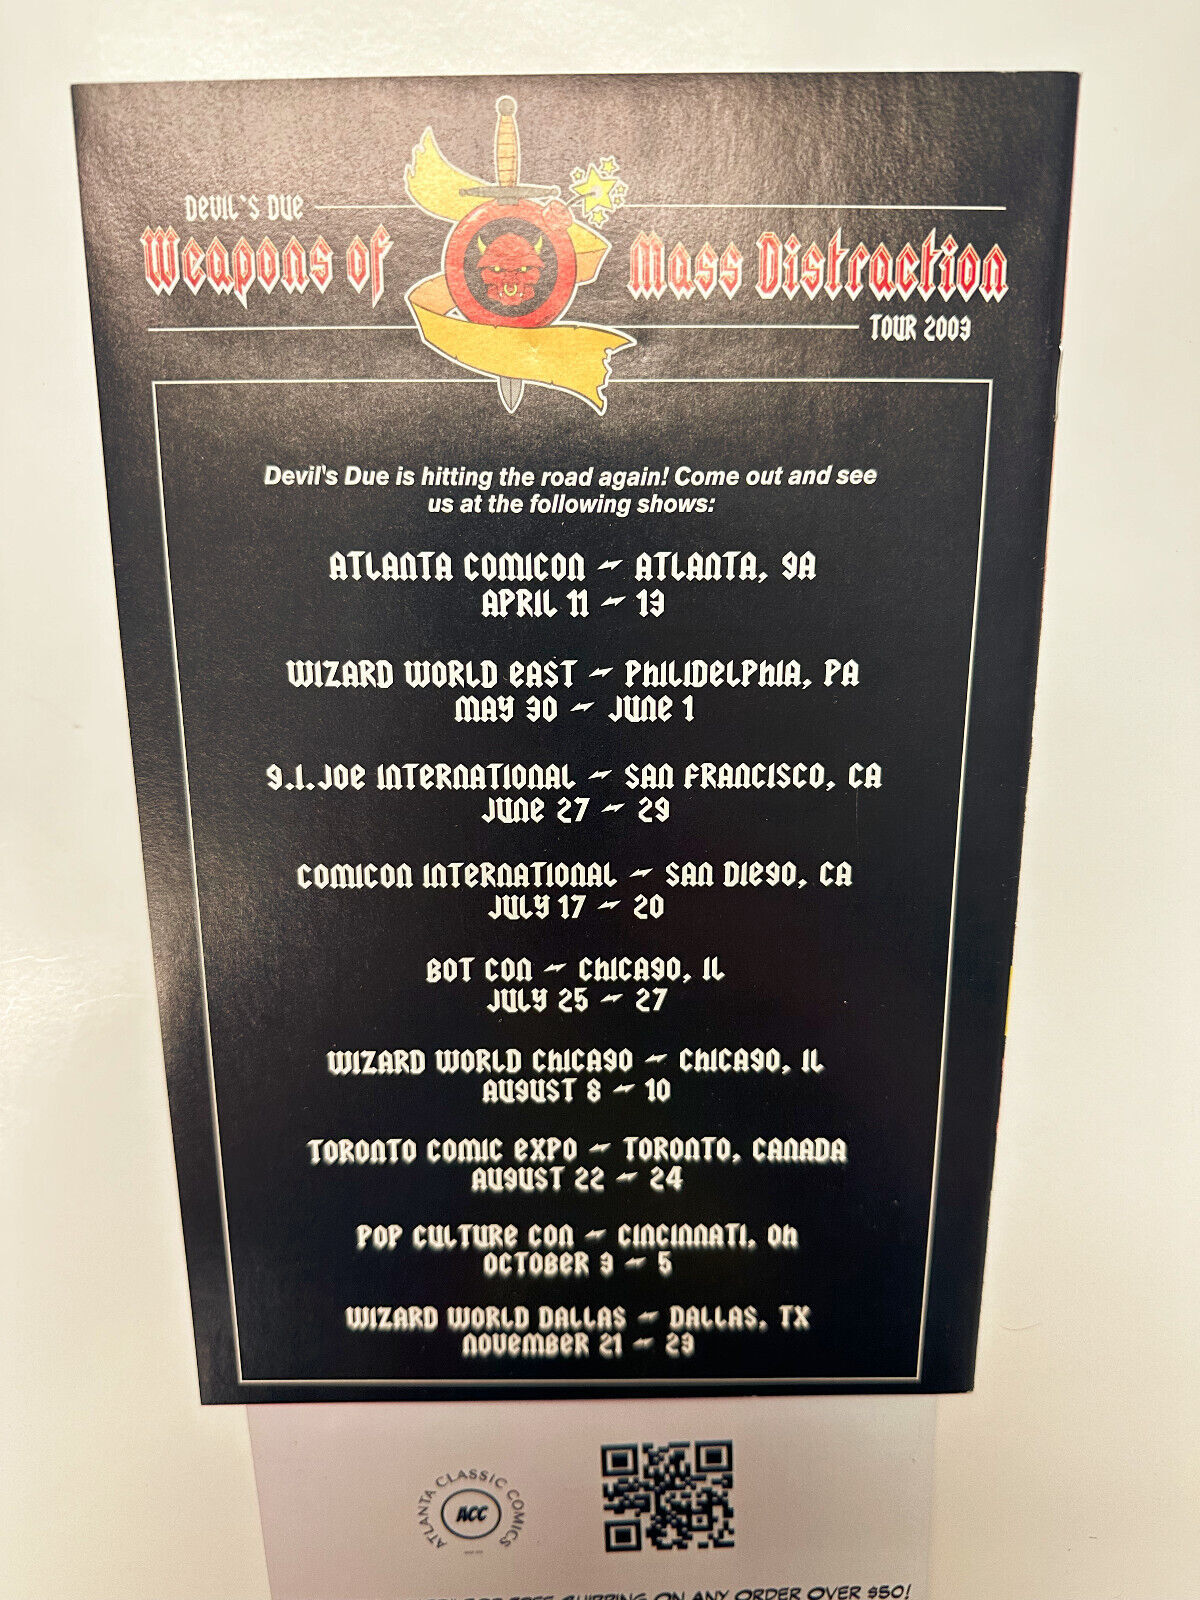 Devil's Due
Weapons of Mass Distraction
Tour 2003
Devil's Due is hitting the road again! Come out and see
us at the following shows:
ATLANTA COMICON ~ ATLANTA, GA
APRIL 11 ~ 13
WIZARD WORLD EAST ~ PHILIDELPHIA, PA
MAY 30 ~ JUNE 1
G.I.JOE INTERNATIONAL ~ SAN FRANCISCO, CA
JUNE 27 ~ 29
COMICON INTERNATIONAL ~ SAN DIEGO, CA
JULY 17 ~ 20
BOT CON ~ CHICAGO, IL
JULY 25 ~ 27
WIZARD WORLD CHICAGO ~ CHICAGO, IL
AUGUST 8 ~ 10
TORONTO COMIC EXPO ~ TORONTO, CANADA
AUGUST 22 ~ 24
POP CULTURE CON ~ CINCINNATI, OH
OCTOBER 3 ~ 5
WIZARD WORLD DALLAS ~ DALLAS, TX
NOVEMBER 21 ~ 23
ATLANTA CLASSIC COMICS
ACC
FREE SHIPPING ON ANY ORDER OVER $50!